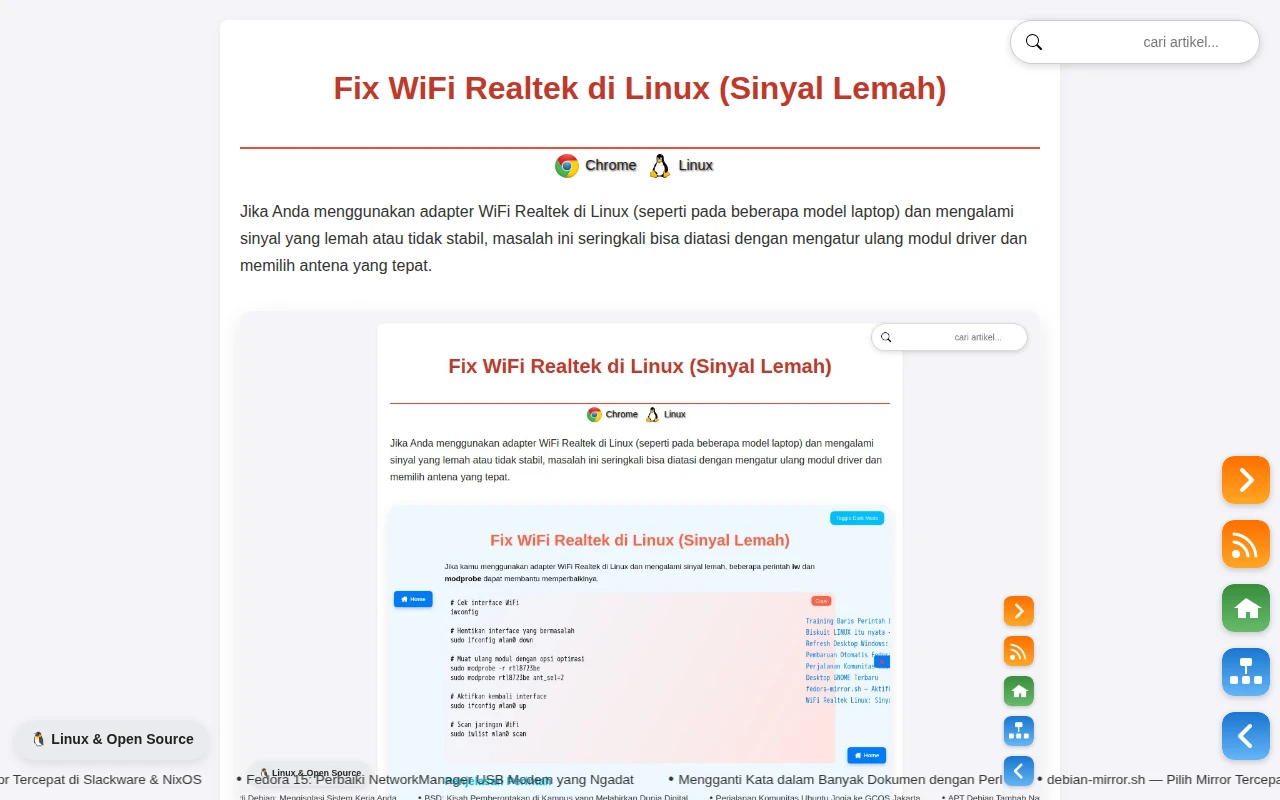 cari artikel...
Fix WiFi Realtek di Linux (Sinyal Lemah)
Chrome Linux
Jika Anda menggunakan adapter WiFi Realtek di Linux (seperti pada beberapa model laptop) dan mengalami
sinyal yang lemah atau tidak stabil, masalah ini seringkali bisa diatasi dengan mengatur ulang modul driver dan
memilih antena yang tepat.
cari artikel...
Fix WiFi Realtek di Linux (Sinyal Lemah)
Chrome Linux
Jika Anda menggunakan adapter WiFi Realtek di Linux (seperti pada beberapa model laptop) dan mengalami
sinyal yang lemah atau tidak stabil, masalah ini seringkali bisa diatasi dengan mengatur ulang modul driver dan
memilih antena yang tepat.
Toggle Dark Mode
Fix WiFi Realtek di Linux (Sinyal Lemah)
Jika kamu menggunakan adapter WiFi Realtek di Linux dan mengalami sinyal lemah, beberapa perintah iw dan
modprobe dapat membantu memperbaikinya.
Home
Copy
# Cek interface WiFi
iwconfig
# Hentikan interface yang bermasalah
sudo ifconfig wlan0 down
# Muat ulang modul dengan opsi optimasi
sudo modprobe -r rtl8723be
sudo modprobe rtl8723be ant_sel=2
# Aktifkan kembali interface
sudo ifconfig wlan0 up
# Scan jaringan WiFi
sudo iwlist wlan0 scan
Training Baris Perintah
Biskuit LINUX itu nyata
Refresh Desktop Windows:
Pembaruan Otomatis
Perjalanan Komunitas
Desktop GNOME Terbaru
fedora-mirror.sh — Aktif
WiFi Realtek Linux:
Home
Linux & Open Source
Linux & Open Source
or Tercepat di Slackware & NixOS • Fedora 15: Perbaiki NetworkManager USB Modem yang Ngadat • Mengganti Kata dalam Banyak Dokumen dengan Perl • debian-mirror.sh — Pilih Mirror Tercepa
di Debian: Mengisolasi Sistem Kerja Anda • BSD: Kisah Pemberontakan di Kampus yang Melahirkan Dunia Digital • Perjalanan Komunitas Ubuntu Jogja ke GCOS Jakarta • APT Debian Tambah Na